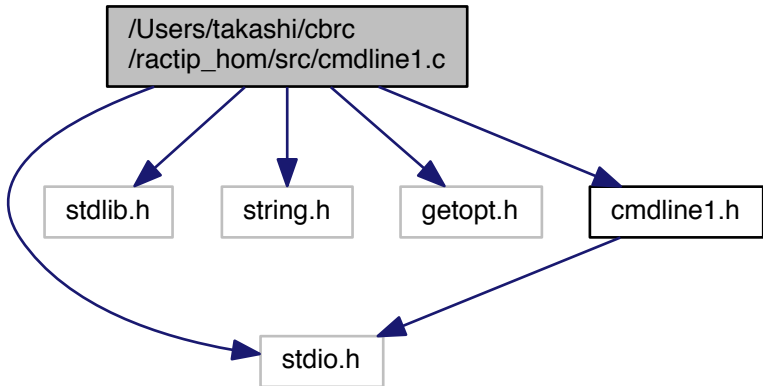 /Users/takashi/cbrc
/ractip_hom/src/cmdline1.c
stdlib.h
string.h
getopt.h
cmdline1.h
stdio.h